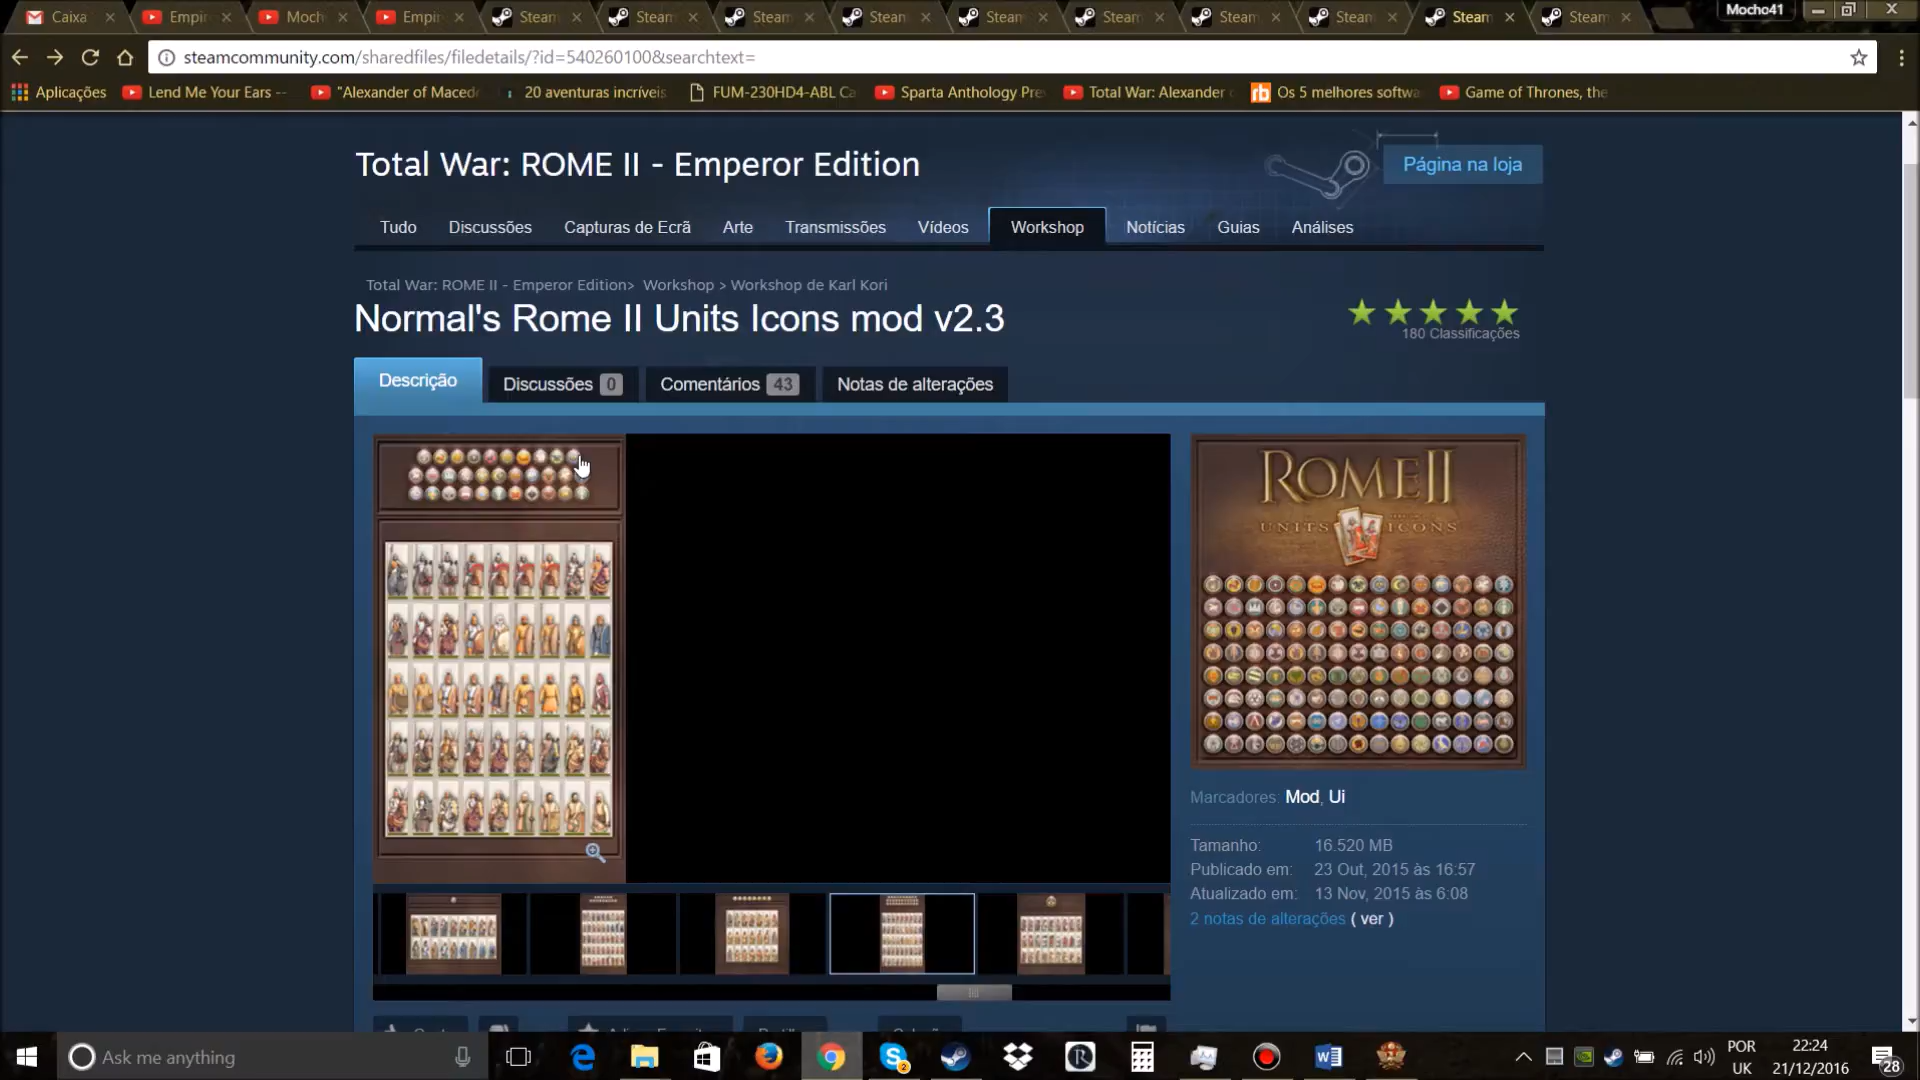 Caixa
Empir
Moch
Empir
Steam
Steam
Steam
Steam
Steam
Steam
Steam
Steam
Steam
Steam
Mocho41
steamcommunity.com/sharedfiles/filedetails/?id=540260100&searchtext=
Aplicações
Lend Me Your Ears --
"Alexander of Macedo
20 aventuras incríveis
FUM-230HD4-ABL Ca
Sparta Anthology Pre
Total War: Alexander
Os 5 melhores softwa
Game of Thrones, the
Total War: ROME II - Emperor Edition
Página na loja
Tudo
Discussões
Capturas de Ecrã
Arte
Transmissões
Vídeos
Workshop
Notícias
Guias
Análises
Total War: ROME II - Emperor Edition> Workshop > Workshop de Karl Kori
Normal's Rome II Units Icons mod v2.3
180 Classificações
Descrição
Discussões 0
Comentários 43
Notas de alterações
ROME II
UNITS ICONS
Marcadores: Mod, Ui
Tamanho: 16.520 MB
Publicado em: 23 Out, 2015 às 16:57
Atualizado em: 13 Nov, 2015 às 6:08
2 notas de alterações ( ver )
Ask me anything
2
R
POR
UK
22:24
21/12/2016
28